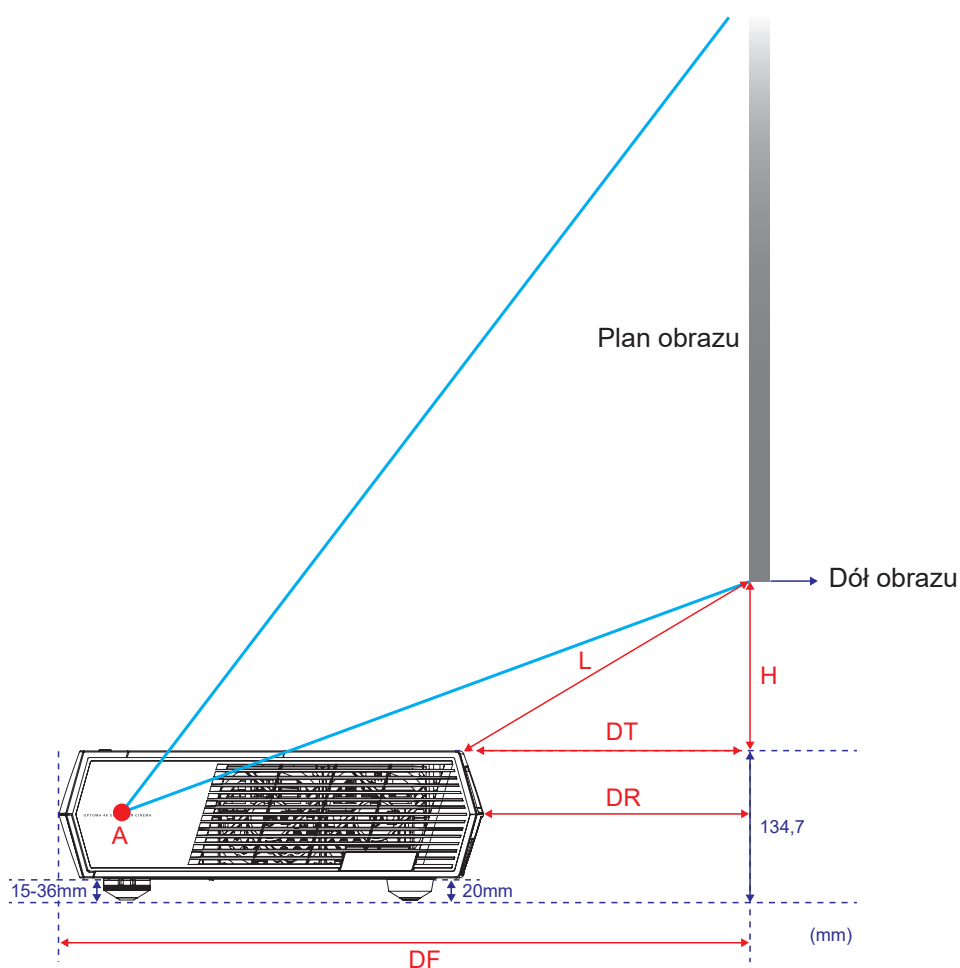 Plan obrazu
Dół obrazu
L
H
DT
DR
A
134,7
15-36mm
20mm
(mm)
DF